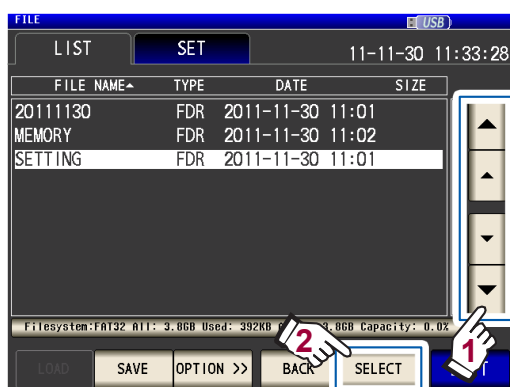 FILE USB
LIST SET 11-11-30 11:33:28
FILE NAME TYPE DATE SIZE
20111130 FDR 2011-11-30 11:01
MEMORY FDR 2011-11-30 11:02
SETTING FDR 2011-11-30 11:01
Filesystem:FAT32 All: 3.8GB Used: 392KB .8GB Capacity: 0.0%
2
1
LOAD SAVE OPTION >> BACK SELECT